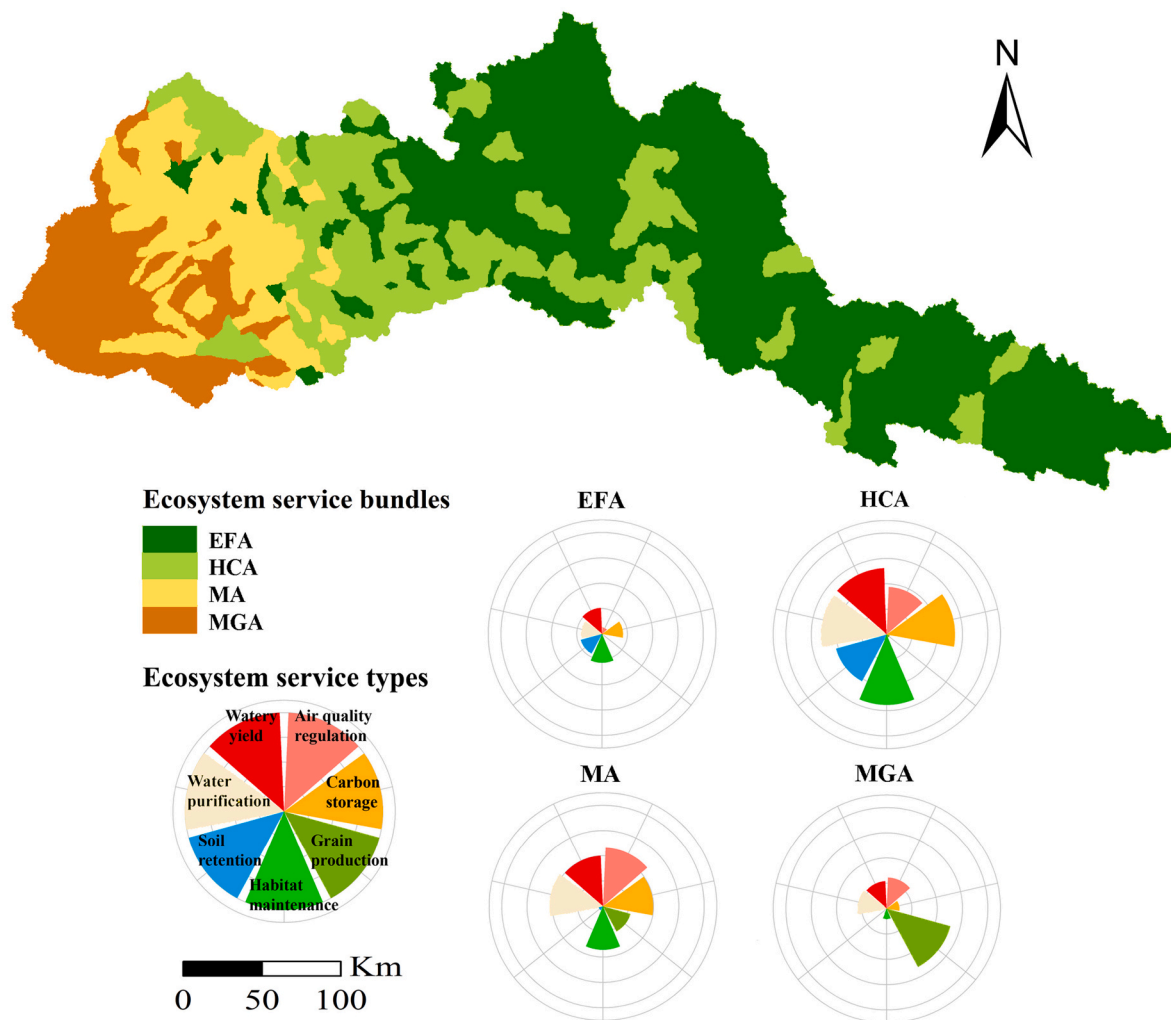 N
Ecosystem service bundles
EFA
HCA
MA
MGA
Ecosystem service types
Watery
yield
Air quality
regulation
Water
purification
Carbon
storage
Soil
retention
Grain
production
Habitat
maintenance
Km
0 50 100
EFA
HCA
MA
MGA